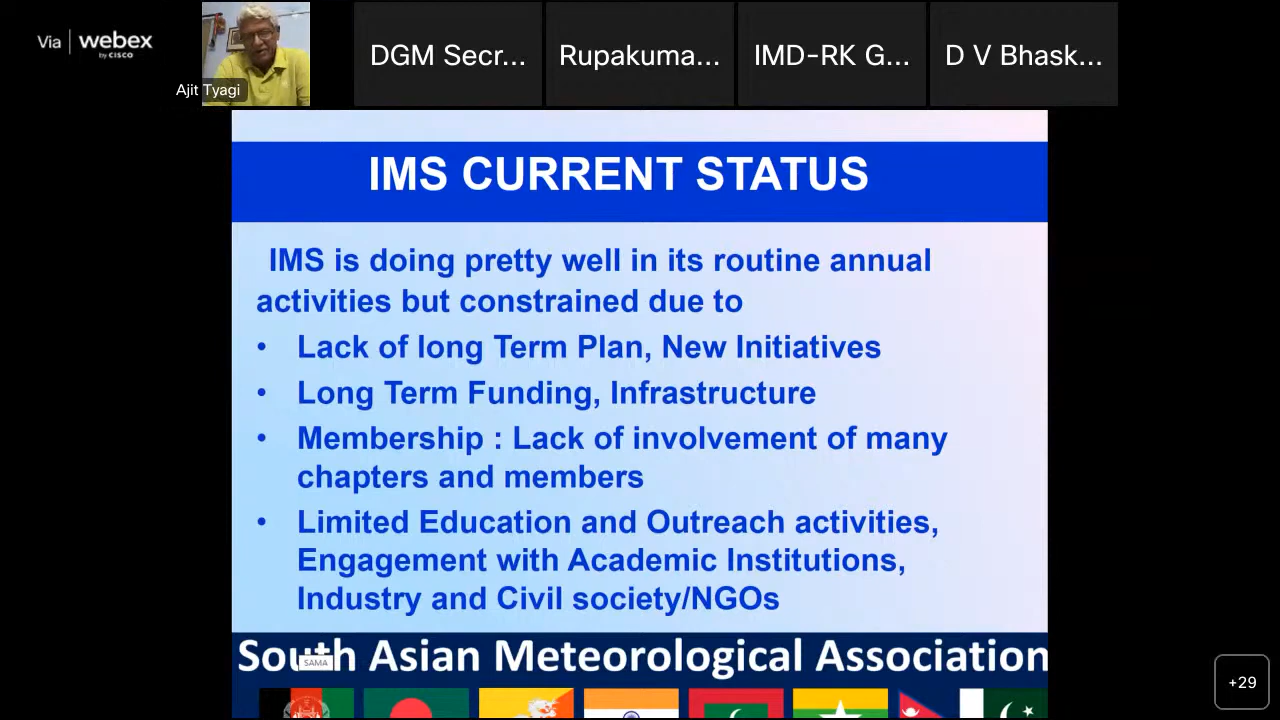 Via | webex
by CISCO
Ajit Tyagi
DGM Secr...
Rupakuma...
IMD-RK G...
D V Bhask...
IMS CURRENT STATUS
IMS is doing pretty well in its routine annual
activities but constrained due to
• Lack of long Term Plan, New Initiatives
• Long Term Funding, Infrastructure
• Membership : Lack of involvement of many
chapters and members
• Limited Education and Outreach activities,
Engagement with Academic Institutions,
Industry and Civil society/NGOs
South Asian Meteorological Association
SAMA
+29